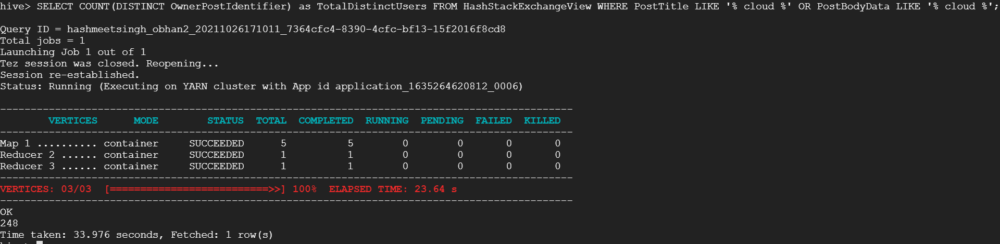 hive> SELECT COUNT(DISTINCT OwnerPostIdentifier) as TotalDistinctUsers FROM HashStackExchangeView WHERE PostTitle LIKE '% cloud %' OR PostBodyData LIKE '% cloud %';
Query ID = hashmeetsingh_obhan2_20211026171011_7364cfc4-8390-4cfc-bf13-15f2016f8cd8
Total jobs = 1
Launching Job 1 out of 1
Tez session was closed. Reopening...
Session re-established.
Status: Running (Executing on YARN cluster with App id application_1635264620812_0006)
----------------------------------------------------------------------------------------------
        VERTICES      MODE        STATUS  TOTAL  COMPLETED  RUNNING  PENDING  FAILED  KILLED
----------------------------------------------------------------------------------------------
Map 1 .......... container     SUCCEEDED      5          5        0        0       0       0
Reducer 2 ...... container     SUCCEEDED      1          1        0        0       0       0
Reducer 3 ...... container     SUCCEEDED      1          1        0        0       0       0
----------------------------------------------------------------------------------------------
VERTICES: 03/03  [==========================>>] 100%  ELAPSED TIME: 23.64 s
----------------------------------------------------------------------------------------------
OK
248
Time taken: 33.976 seconds, Fetched: 1 row(s)